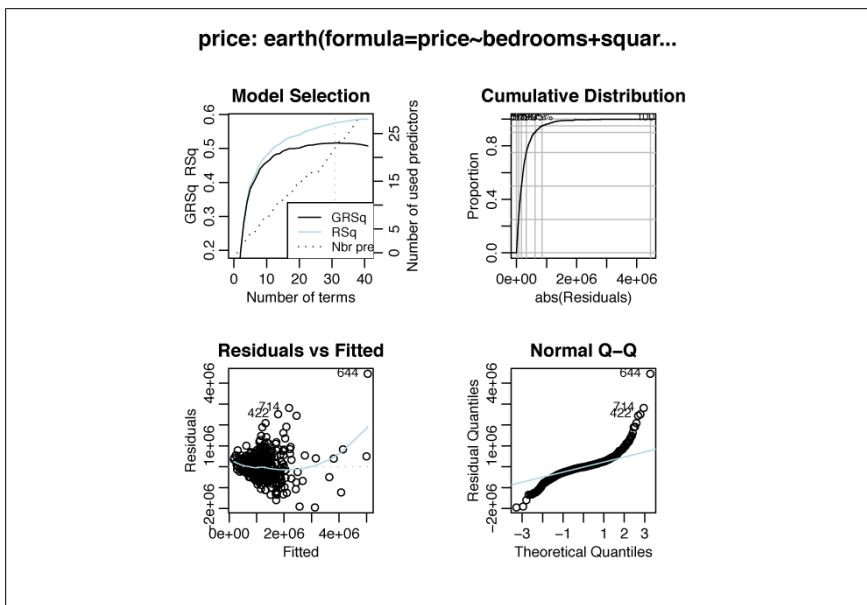 price: earth(formula=price~bedrooms+squar...
Model Selection
GRSq RSq
0.2 0.3 0.4 0.5 0.6
0 10 20 30 40
Number of terms
0 5 10 15 20 25
Number of used predictors
GRSq
RSq
Nbr pre
Cumulative Distribution
Proportion
0.0 0.4 0.8
100
0e+00 2e+06 4e+06
abs(Residuals)
Residuals vs Fitted
Residuals
-2e+06 1e+06 4e+06
644
714
422
0e+00 2e+06 4e+06
Fitted
Normal Q-Q
Residual Quantiles
-2e+06 1e+06 4e+06
644
714
422
-3 -1 1 2 3
Theoretical Quantiles